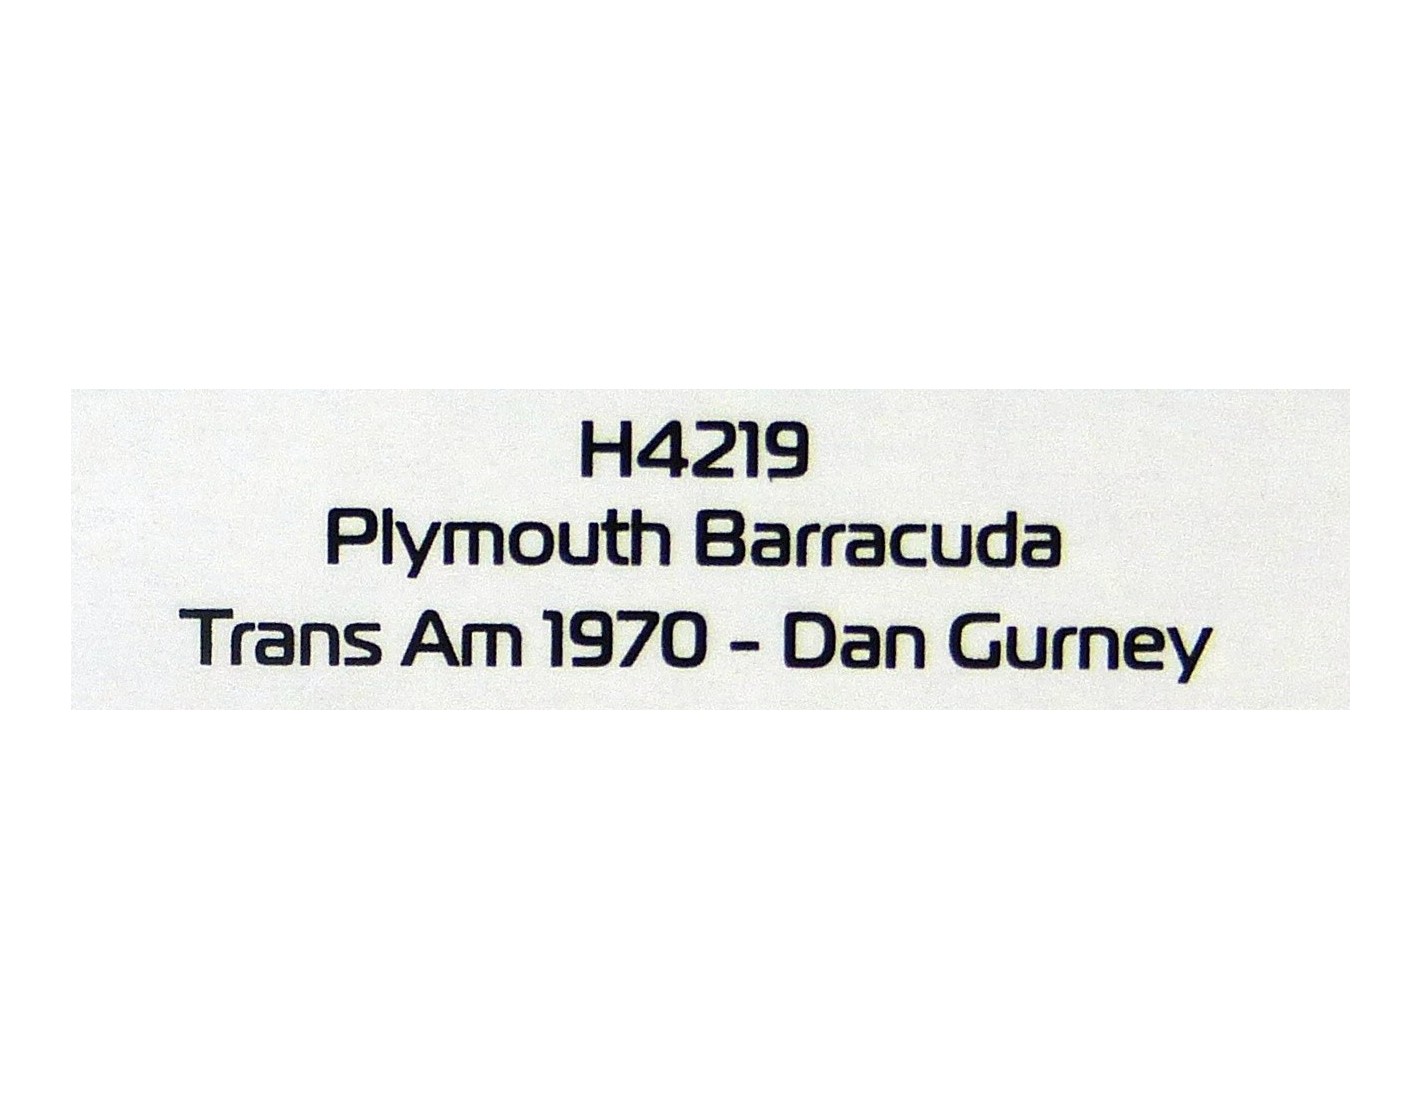 H4219
Plymouth Barracuda
Trans Am 1970 - Dan Gurney